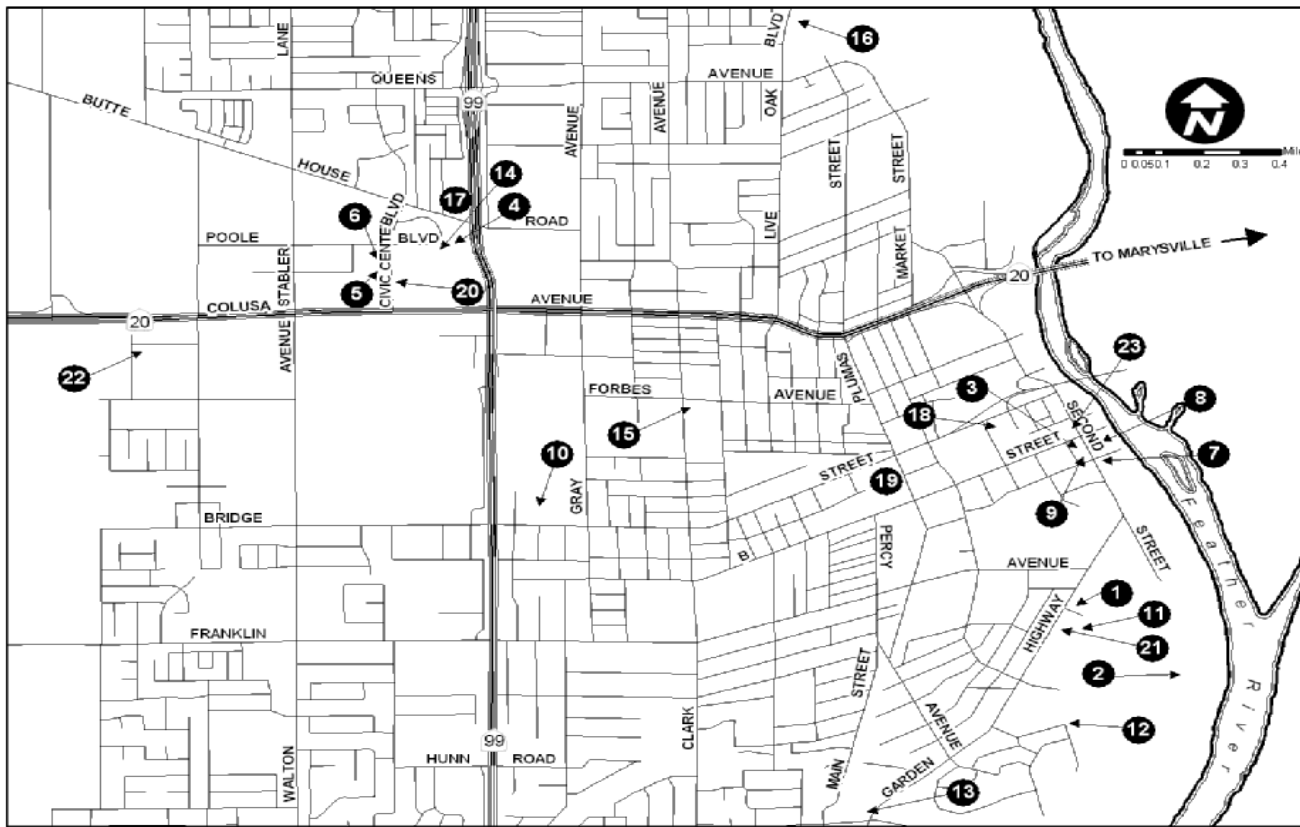 16
BLVD
LANE
QUEENS
AVENUE
99
BUTTE
AVENUE
AVENUE
OAK
N
0 0.05 0.1 0.2 0.3 0.4
HOUSE
STREET
STREET
14
17
4
6
BLVD
BLVD
ROAD
LIVE
POOLE
MARKET
TO MARYSVILLE
STABLER
CIVIC CENTE
5
20
20
COLUSA
AVENUE
20
AVENUE
22
PLUMAS
23
FORBES
AVENUE
3
8
18
SECOND
15
STREET
7
10
STREET
19
GRAY
9
BRIDGE
B
PERCY
STREET
Feather River
AVENUE
1
HIGHWAY
11
FRANKLIN
21
2
STREET
CLARK
AVENUE
12
99
WALTON
HUNN
ROAD
MAIN
GARDEN
13